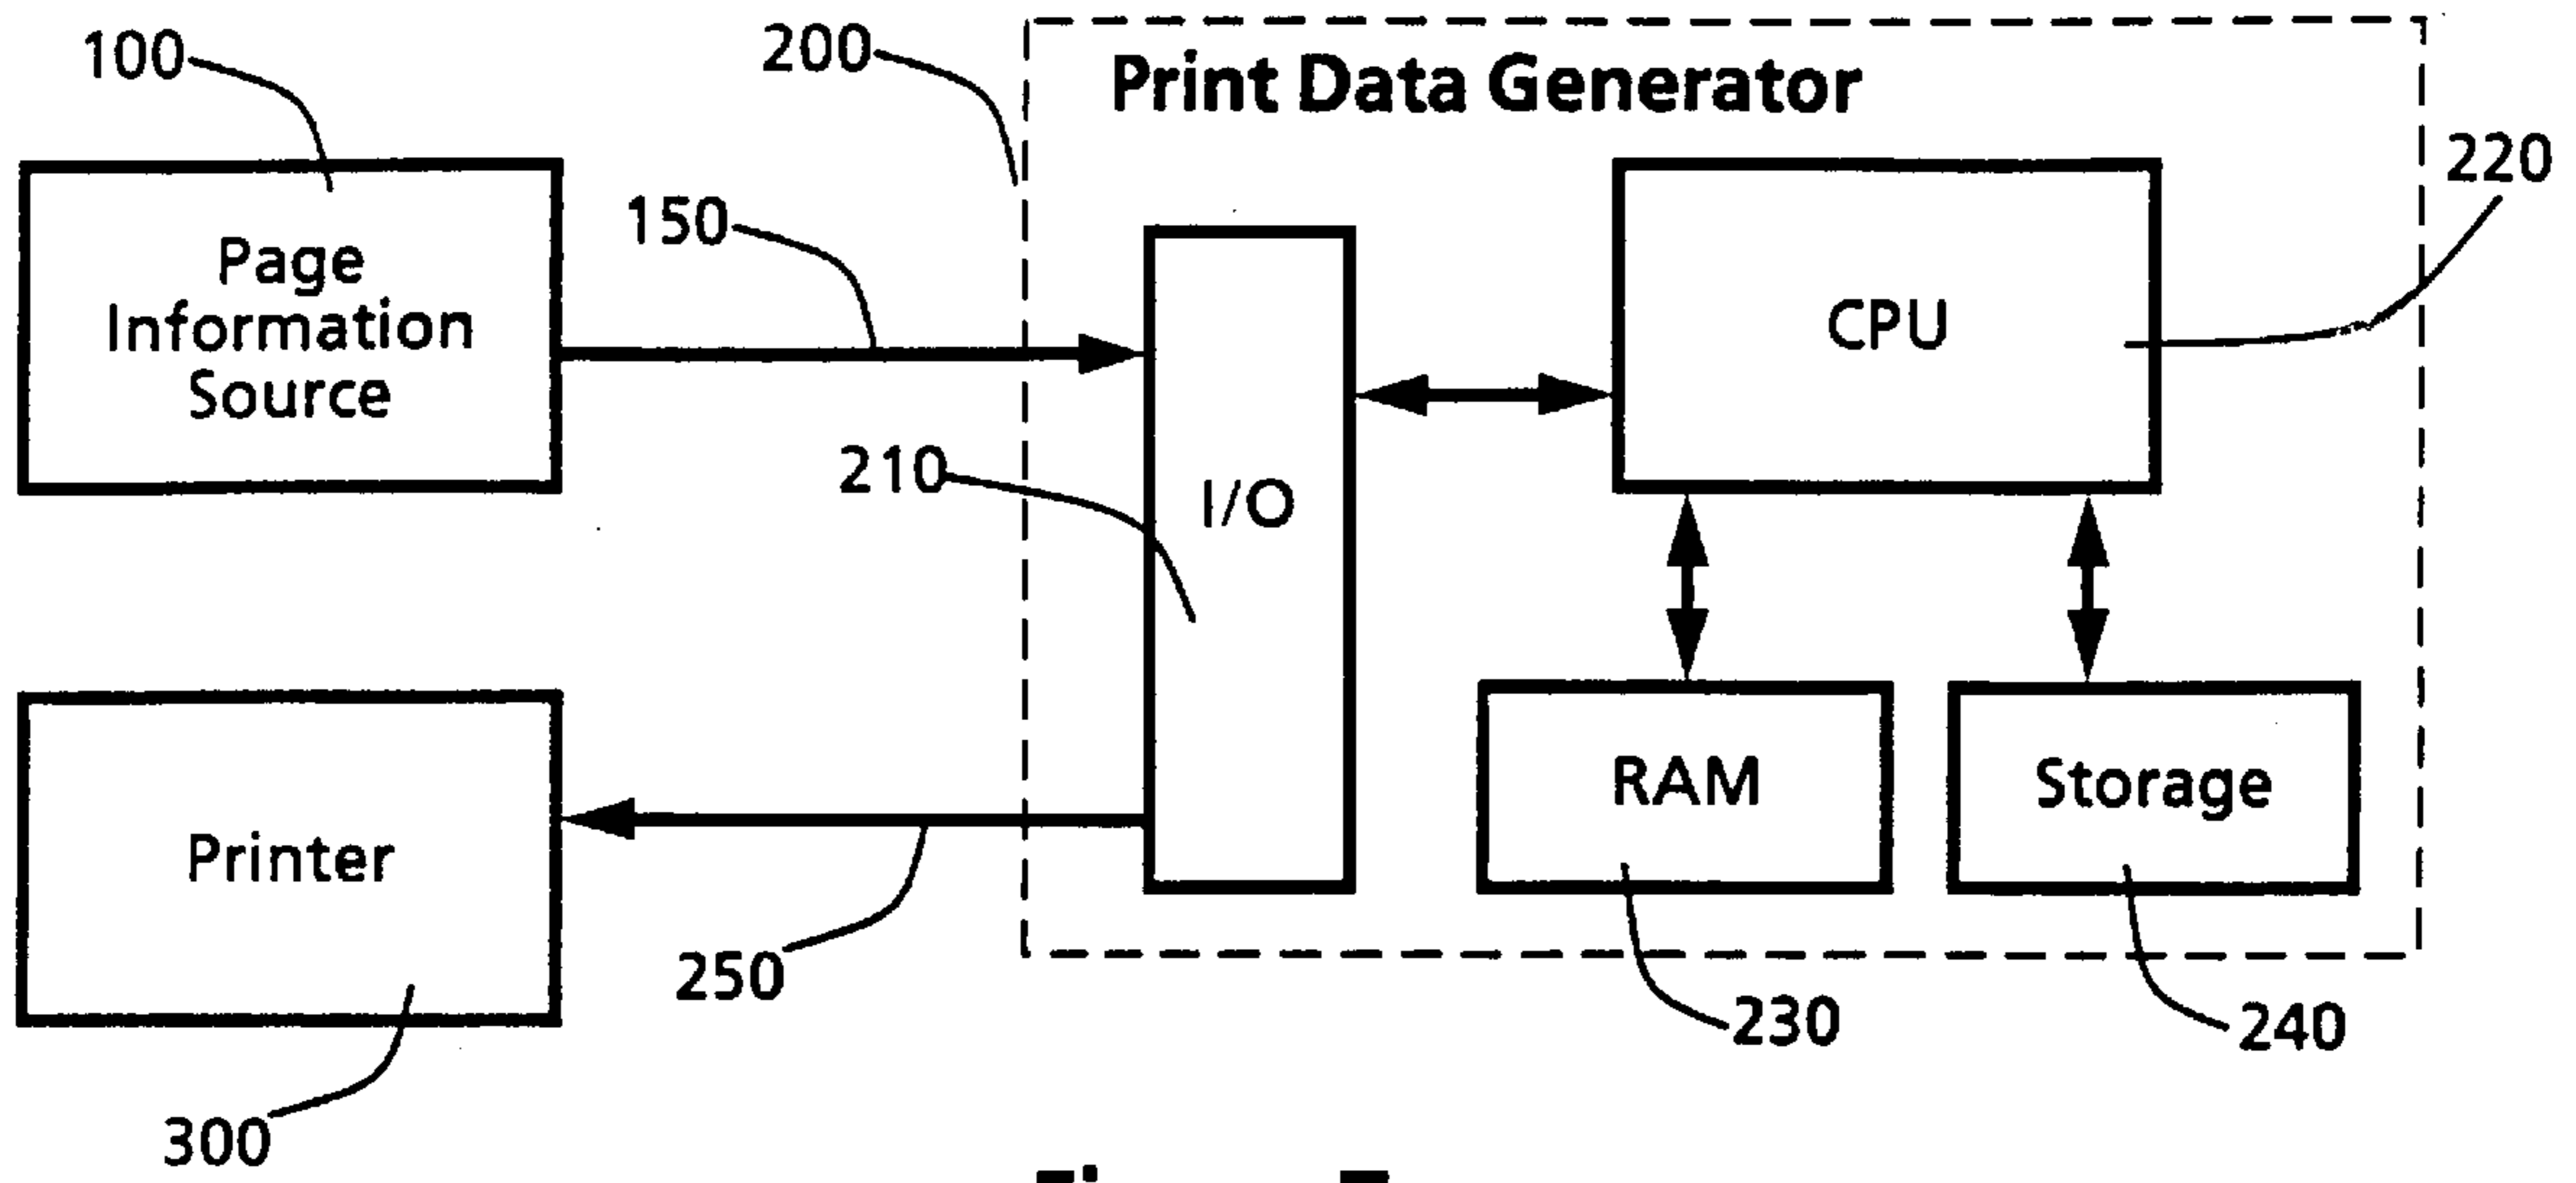 100
200
Print Data Generator
220
150
Page
Information
Source
CPU
210
I/O
RAM
Storage
Printer
250
230
240
300